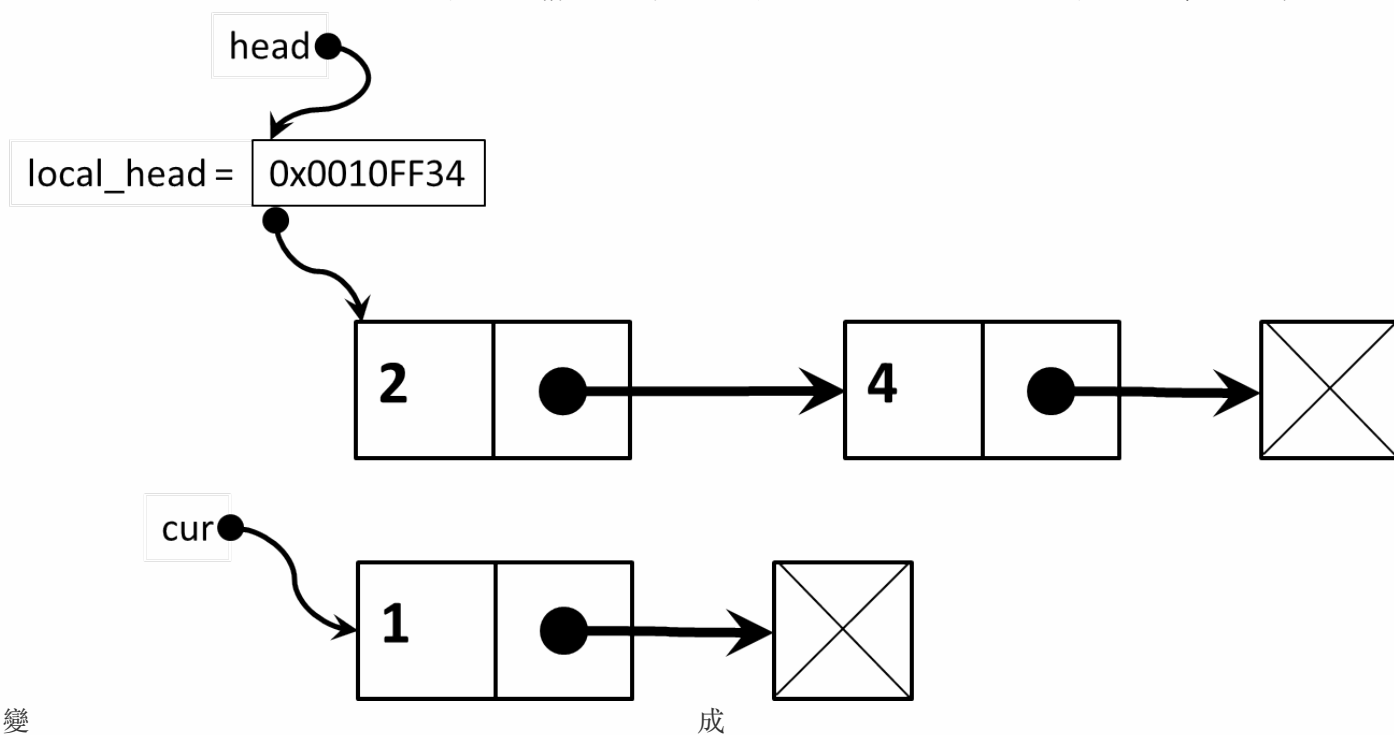 head
local_head = 0x0010FF34
2 4
cur
1
變 成